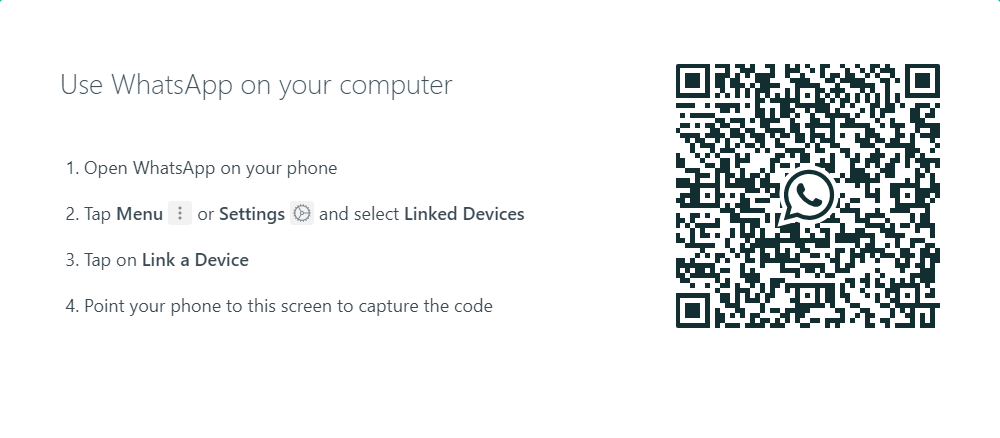 Use WhatsApp on your computer
1. Open WhatsApp on your phone
2. Tap Menu or Settings and select Linked Devices
3. Tap on Link a Device
4. Point your phone to this screen to capture the code